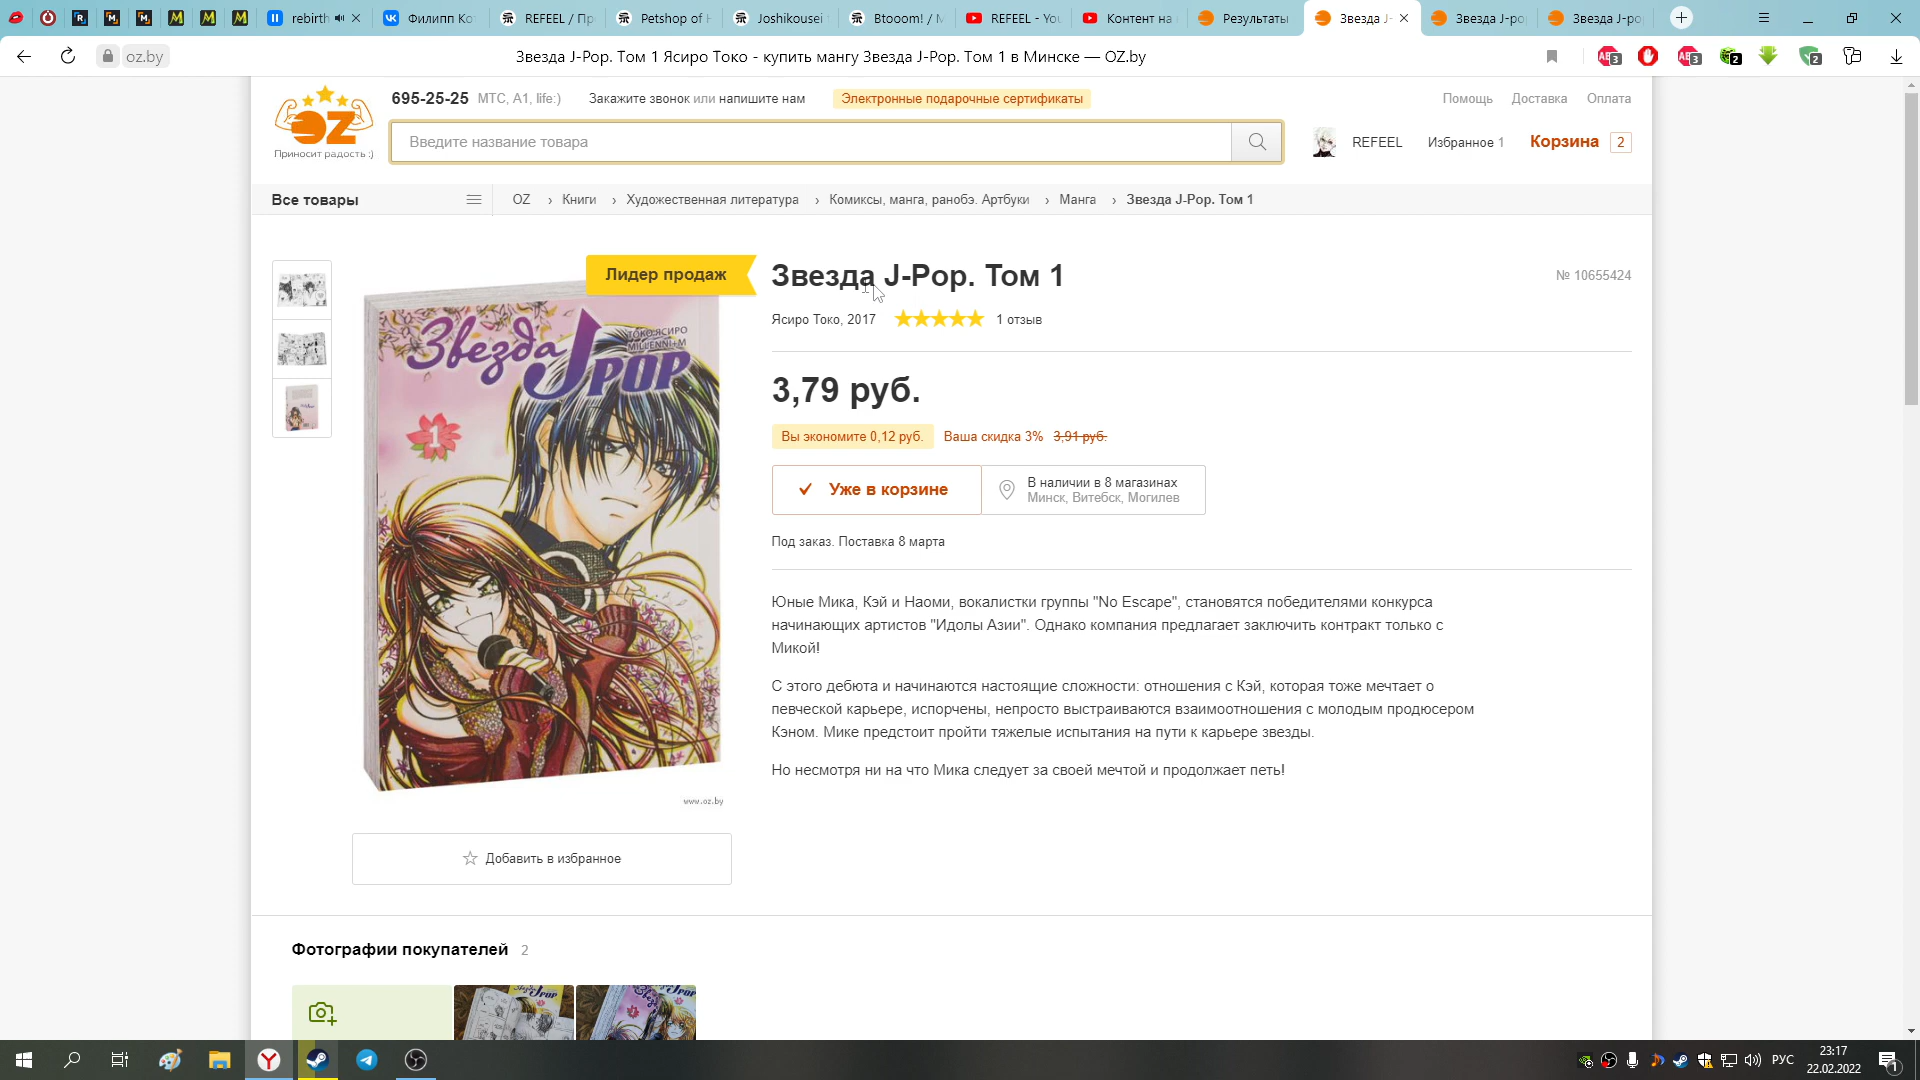 rebirth
Филипп Ко
REFEEL / Пр
Petshop of H
Joshikousei
Btooom! / М
REFEEL - You
Контент на
Результаты
Звезда J-
Звезда J-po
Звезда J-po
oz.by
Звезда J-Pop. Том 1 Ясиро Токо - купить мангу Звезда J-Pop. Том 1 в Минске — OZ.by
OZ
Приносит радость :)
695-25-25 МТС, А1, life:)
Закажите звонок или напишите нам
Электронные подарочные сертификаты
Помощь
Доставка
Оплата
Введите название товара
REFEEL
Избранное 1
Корзина 2
Все товары
OZ › Книги › Художественная литература › Комиксы, манга, ранобэ. Артбуки › Манга › Звезда J-Pop. Том 1
Лидер продаж
Звезда J-Pop. Том 1
№ 10655424
Ясиро Токо, 2017
1 отзыв
3,79 руб.
Вы экономите 0,12 руб.
Ваша скидка 3% 3,91 руб.
Уже в корзине
В наличии в 8 магазинах
Минск, Витебск, Могилев
Под заказ. Поставка 8 марта
Юные Мика, Кэй и Наоми, вокалистки группы "No Escape", становятся победителями конкурса
начинающих артистов "Идолы Азии". Однако компания предлагает заключить контракт только с
Микой!
С этого дебюта и начинаются настоящие сложности: отношения с Кэй, которая тоже мечтает о
певческой карьере, испорчены, непросто выстраиваются взаимоотношения с молодым продюсером
Кэном. Мике предстоит пройти тяжелые испытания на пути к карьере звезды.
Но несмотря ни на что Мика следует за своей мечтой и продолжает петь!
Звезда J POP
ТОКО ЯСИРО
MILLENNI+M
1
www.oz.by
Добавить в избранное
Фотографии покупателей 2
РУС
23:17
22.02.2022